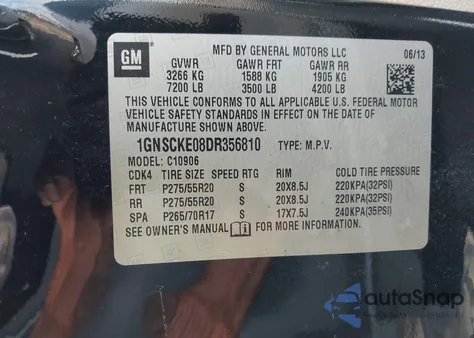 GM
MFD BY GENERAL MOTORS LLC 06/13
GVWR GAWR FRT GAWR RR
3266 KG 1588 KG 1905 KG
7200 LB 3500 LB 4200 LB
THIS VEHICLE CONFORMS TO ALL APPLICABLE U.S. FEDERAL MOTOR
VEHICLE SAFETY STANDARDS IN EFFECT ON THE DATE OF
MANUFACTURE SHOWN ABOVE.
1GNSCKE08DR356810 TYPE: M.P.V.
MODEL: C10906
CDK4 TIRE SIZE SPEED RTG RIM COLD TIRE PRESSURE
FRT P275/55R20 S 20X8.5J 220KPA(32PSI)
RR P275/55R20 S 20X8.5J 220KPA(32PSI)
SPA P265/70R17 S 17X7.5J 240KPA(35PSI)
SEE OWNER'S MANUAL FOR MORE INFORMATION.
autoSnap